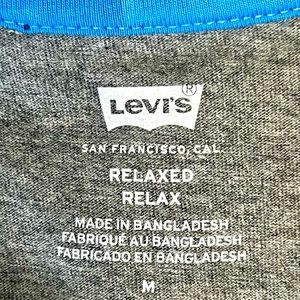 Levi's®
SAN FRANCISCO, CAL.
RELAXED
RELAX
MADE IN BANGLADESH
FABRIQUÉ AU BANGLADESH
FABRICADO EN BANGLADESH
M